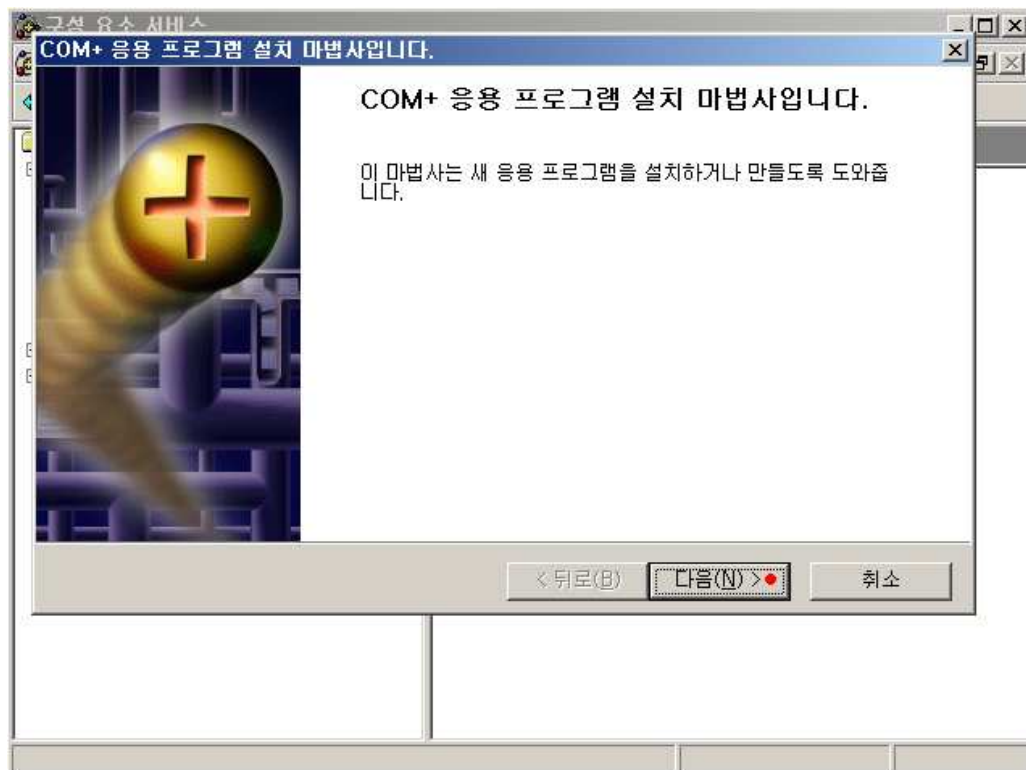 구성 요소 서비스
COM+ 응용 프로그램 설치 마법사입니다.
COM+ 응용 프로그램 설치 마법사입니다.
이 마법사는 새 응용 프로그램을 설치하거나 만들도록 도와줍
니다.
< 뒤로(B)
다음(N) >
취소